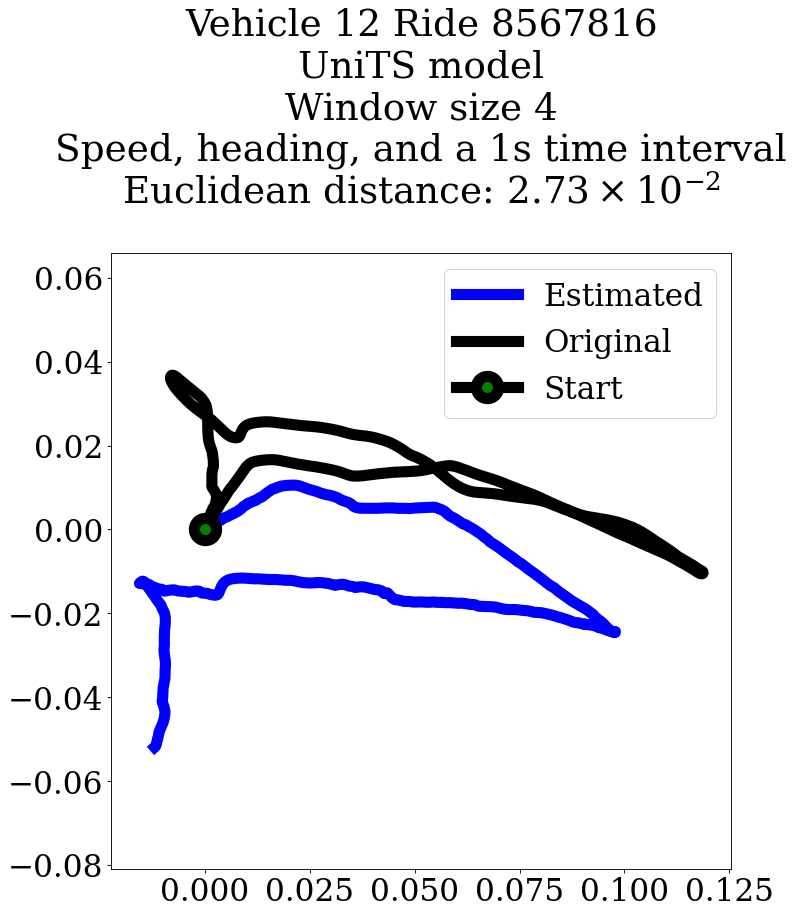 Vehicle 12 Ride 8567816
UniTS model
Window size 4
Speed, heading, and a 1s time interval
Euclidean distance: 2.73 × 10⁻²
Estimated
Original
Start
0.06
0.04
0.02
0.00
−0.02
−0.04
−0.06
−0.08
0.000 0.025 0.050 0.075 0.100 0.125